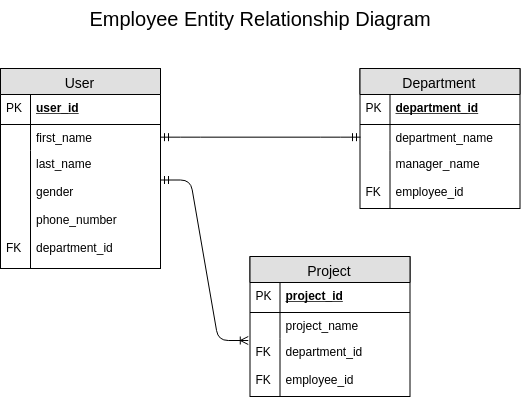 Employee Entity Relationship Diagram
User
PK user_id
first_name
last_name
gender
phone_number
FK department_id
Department
PK department_id
department_name
manager_name
FK employee_id
Project
PK project_id
project_name
FK department_id
FK employee_id